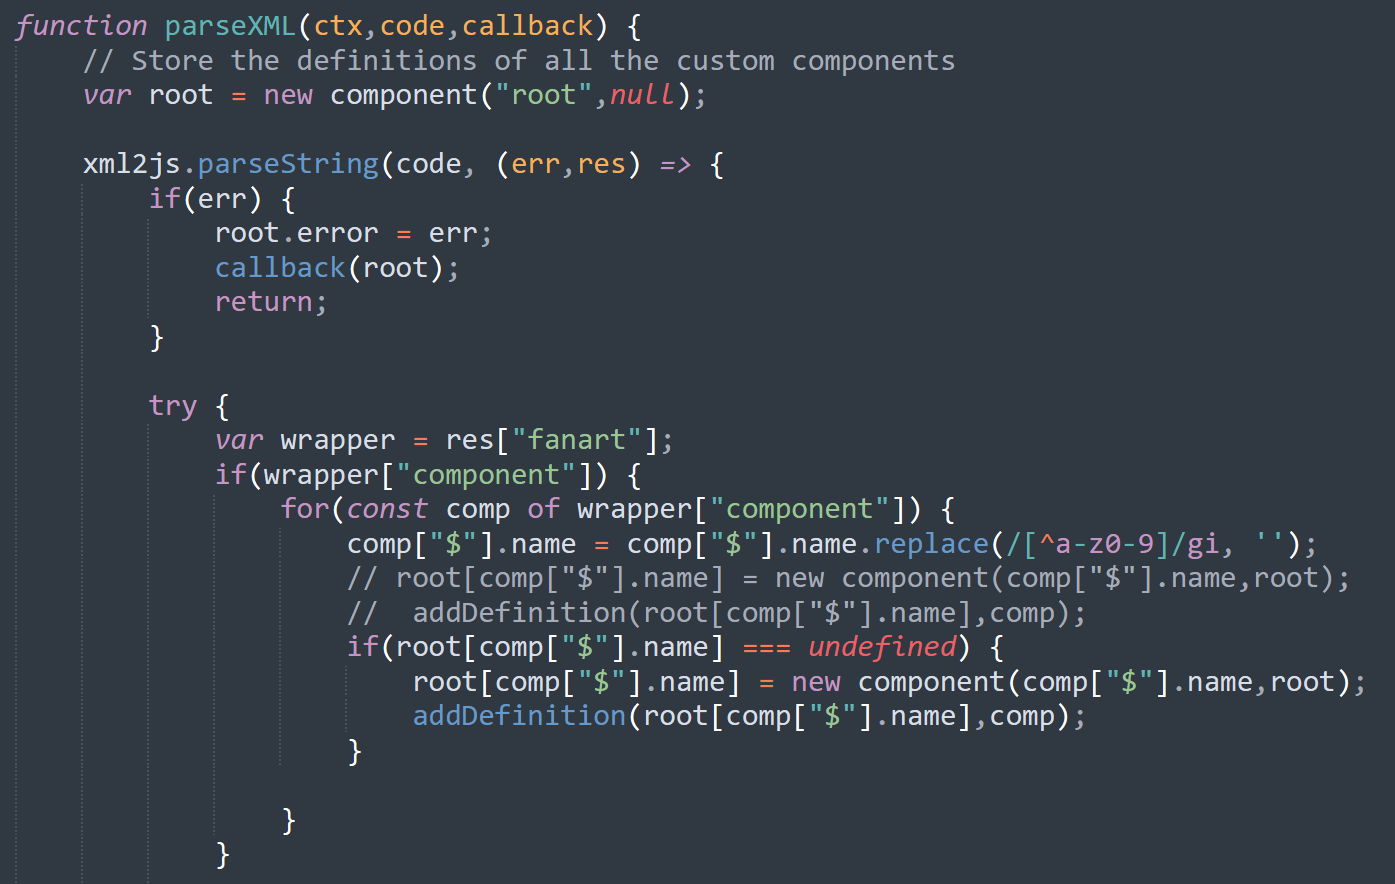 function parseXML(ctx,code,callback) {
    // Store the definitions of all the custom components
    var root = new component("root",null);

    xml2js.parseString(code, (err,res) => {
        if(err) {
            root.error = err;
            callback(root);
            return;
        }

        try {
            var wrapper = res["fanart"];
            if(wrapper["component"]) {
                for(const comp of wrapper["component"]) {
                    comp["$"].name = comp["$"].name.replace(/[^a-z0-9]/gi, '');
                    // root[comp["$"].name] = new component(comp["$"].name,root);
                    //  addDefinition(root[comp["$"].name],comp);
                    if(root[comp["$"].name] === undefined) {
                        root[comp["$"].name] = new component(comp["$"].name,root);
                        addDefinition(root[comp["$"].name],comp);
                    }

                }
            }